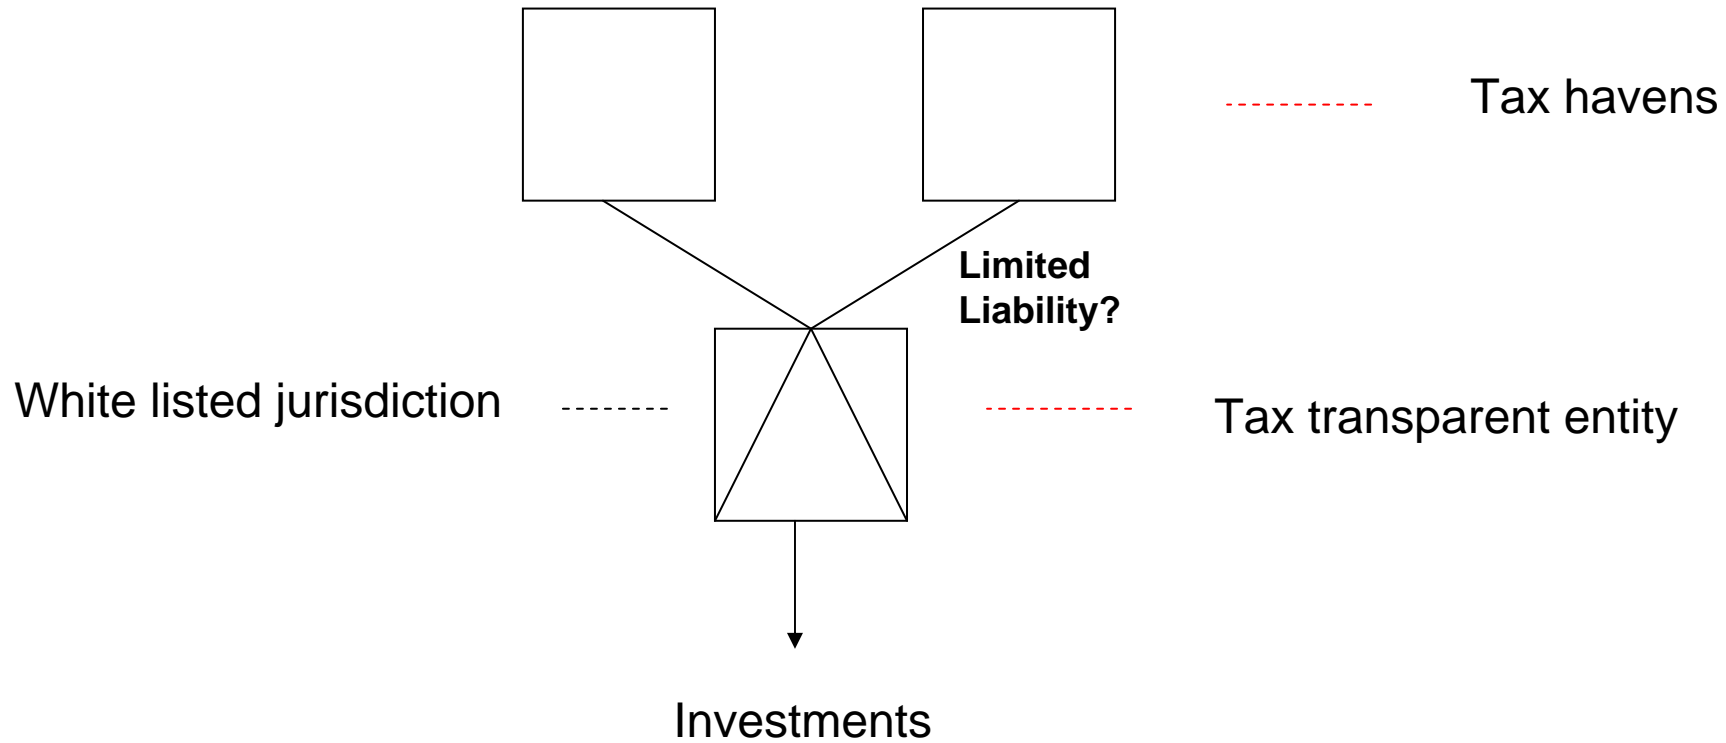 Tax havens
Limited
Liability?
White listed jurisdiction
Tax transparent entity
Investments